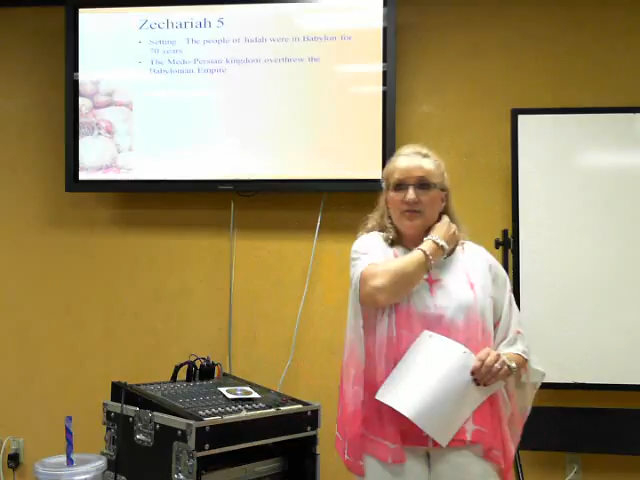 Zechariah 5
• Setting: The people of Judah were in Babylon for
70 years
• The Medo-Persian kingdom overthrew the
Babylonian Empire